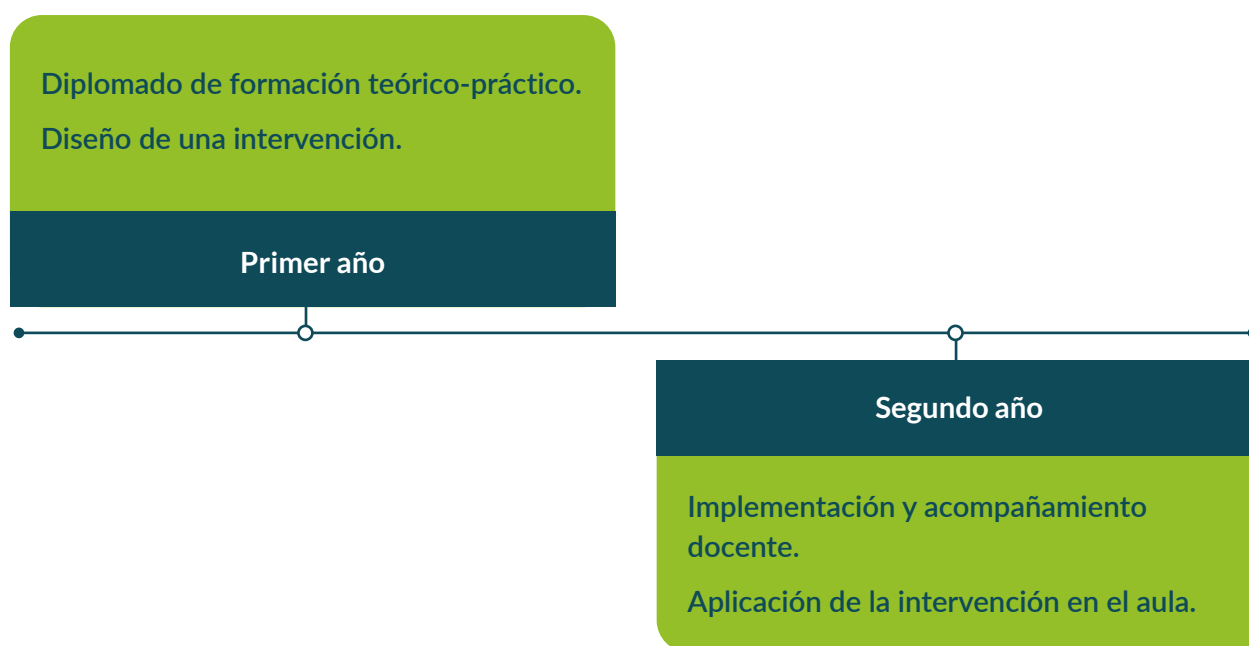 Diplomado de formación teórico-práctico.
Diseño de una intervención.
Primer año
Segundo año
Implementación y acompañamiento
docente.
Aplicación de la intervención en el aula.